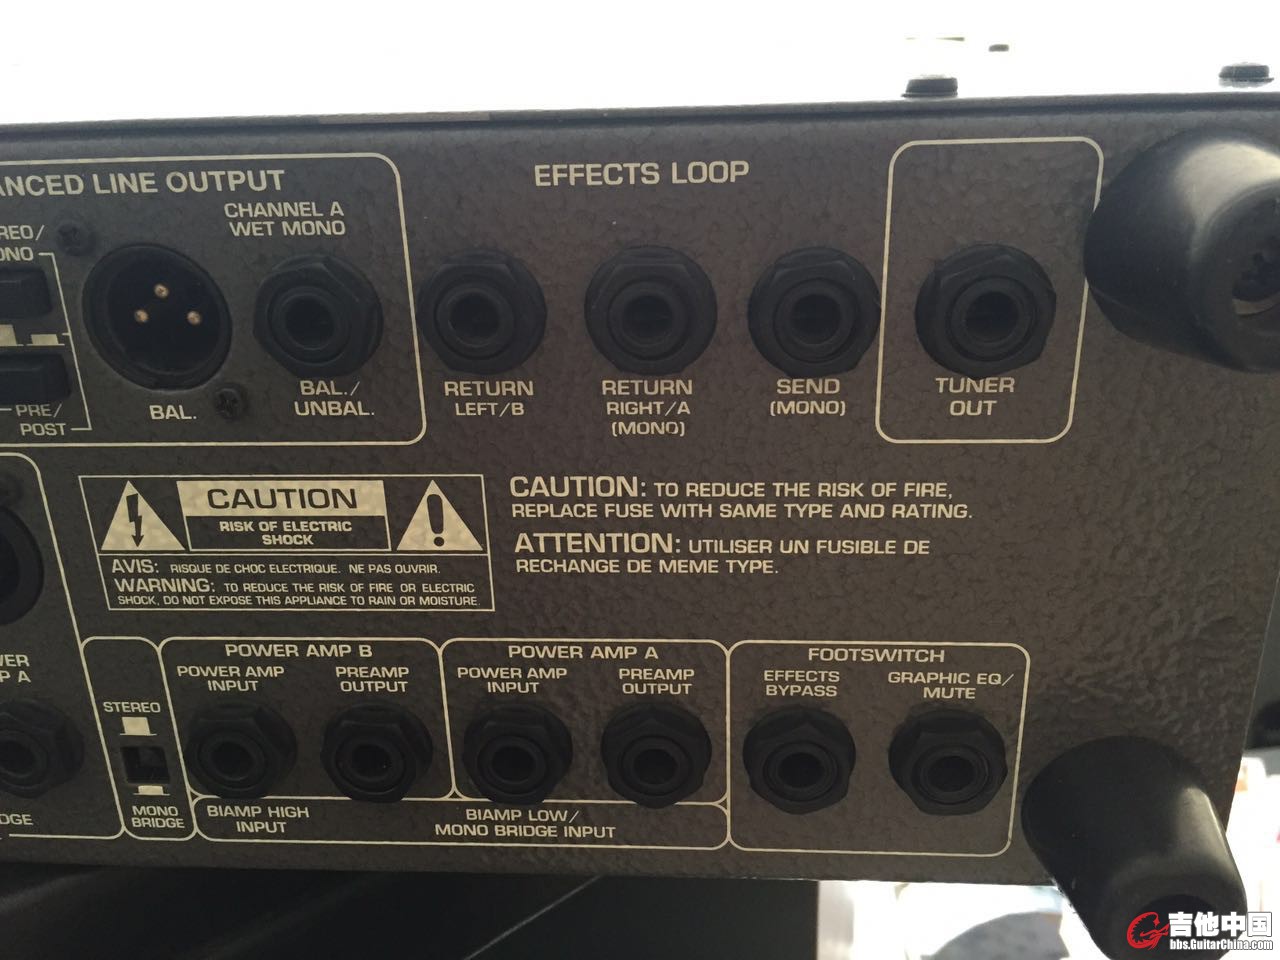 ANCED LINE OUTPUT
EFFECTS LOOP
CHANNEL A
WET MONO
REO/
ONO
PRE/
POST
BAL.
BAL./
UNBAL.
RETURN
LEFT/B
RETURN
RIGHT/A
(MONO)
SEND
(MONO)
TUNER
OUT
CAUTION
RISK OF ELECTRIC
SHOCK
AVIS: RISQUE DE CHOC ELECTRIQUE. NE PAS OUVRIR.
WARNING: TO REDUCE THE RISK OF FIRE OR ELECTRIC
SHOCK, DO NOT EXPOSE THIS APPLIANCE TO RAIN OR MOISTURE.
CAUTION: TO REDUCE THE RISK OF FIRE,
REPLACE FUSE WITH SAME TYPE AND RATING.
ATTENTION: UTILISER UN FUSIBLE DE
RECHANGE DE MEME TYPE.
WER
P A
DGE
STEREO
MONO
BRIDGE
POWER AMP B
POWER AMP
INPUT
PREAMP
OUTPUT
BIAMP HIGH
INPUT
POWER AMP A
POWER AMP
INPUT
PREAMP
OUTPUT
BIAMP LOW/
MONO BRIDGE INPUT
FOOTSWITCH
EFFECTS
BYPASS
GRAPHIC EQ/
MUTE
吉他中国
bbs.GuitarChina.com